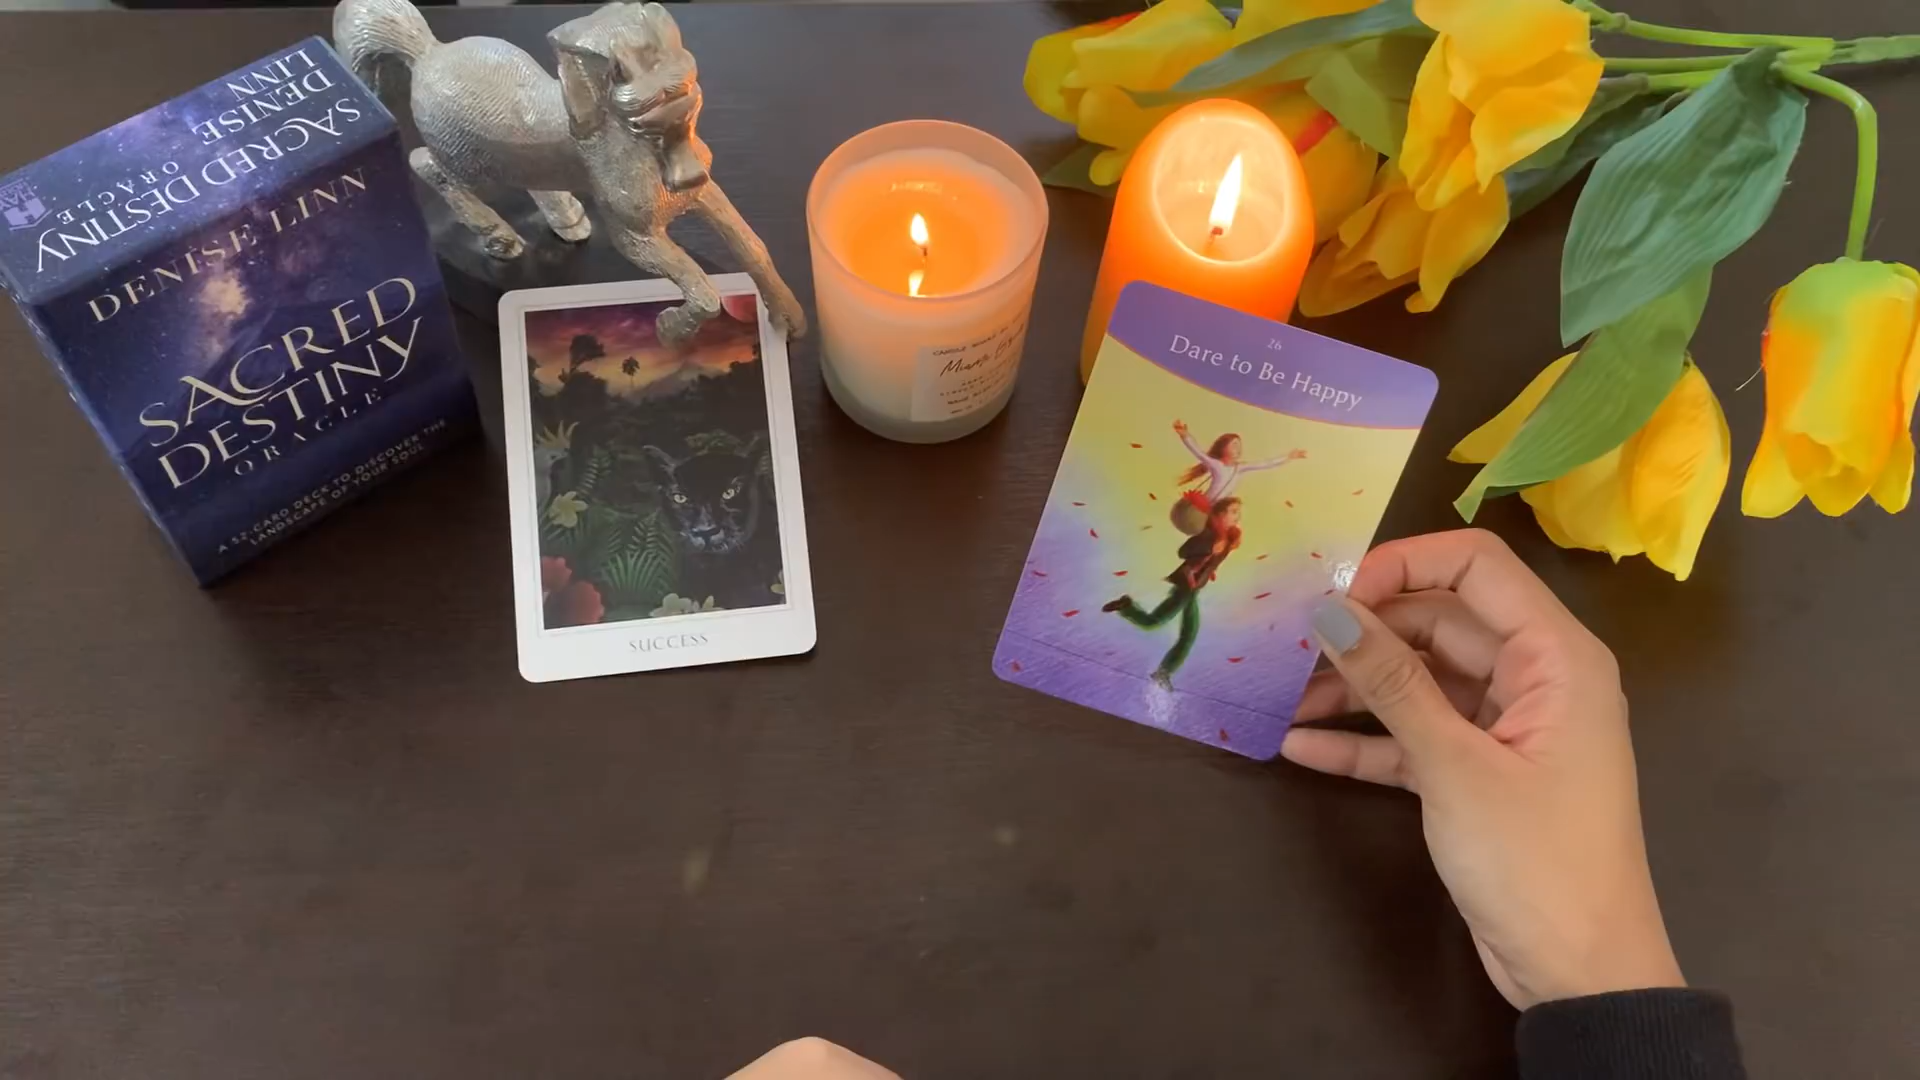 SACRED DESTINY
ORACLE
DENISE
LINN
HAY
DENISE LINN
SACRED
DESTINY
ORACLE
A 52-CARD DECK TO DISCOVER THE
LANDSCAPE OF YOUR SOUL
SUCCESS
26
Dare to Be Happy